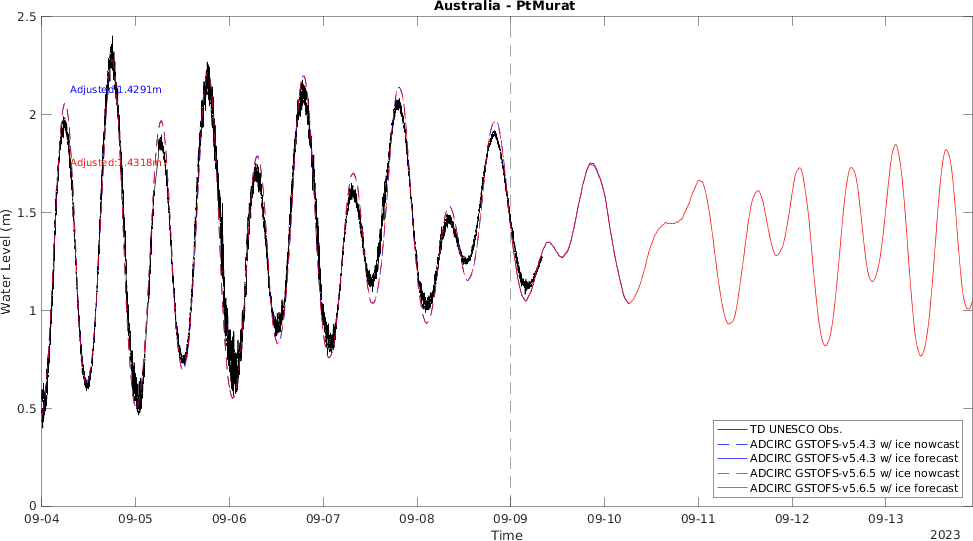 Australia - PtMurat
2.5
2
1.5
1
0.5
0
Water Level (m)
Adjusted:1.4291m
Adjusted:1.4318m
TD UNESCO Obs.
ADCIRC GSTOFS-v5.4.3 w/ ice nowcast
ADCIRC GSTOFS-v5.4.3 w/ ice forecast
ADCIRC GSTOFS-v5.6.5 w/ ice nowcast
ADCIRC GSTOFS-v5.6.5 w/ ice forecast
09-04 09-05 09-06 09-07 09-08 09-09 09-10 09-11 09-12 09-13
Time
2023